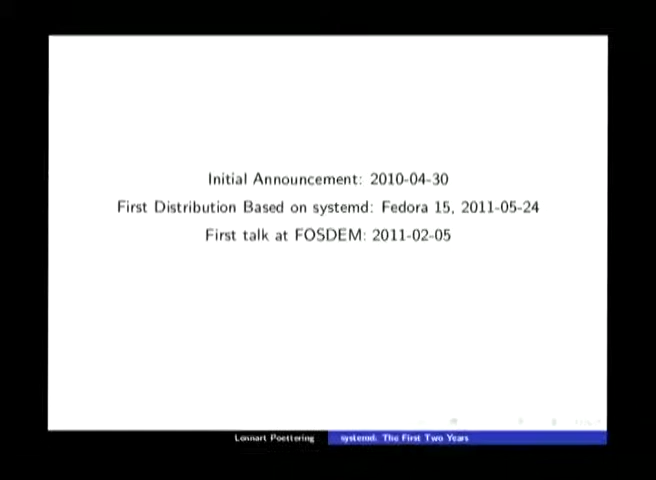 Initial Announcement: 2010-04-30
First Distribution Based on systemd: Fedora 15, 2011-05-24
First talk at FOSDEM: 2011-02-05
Lennart Poettering
systemd: The First Two Years